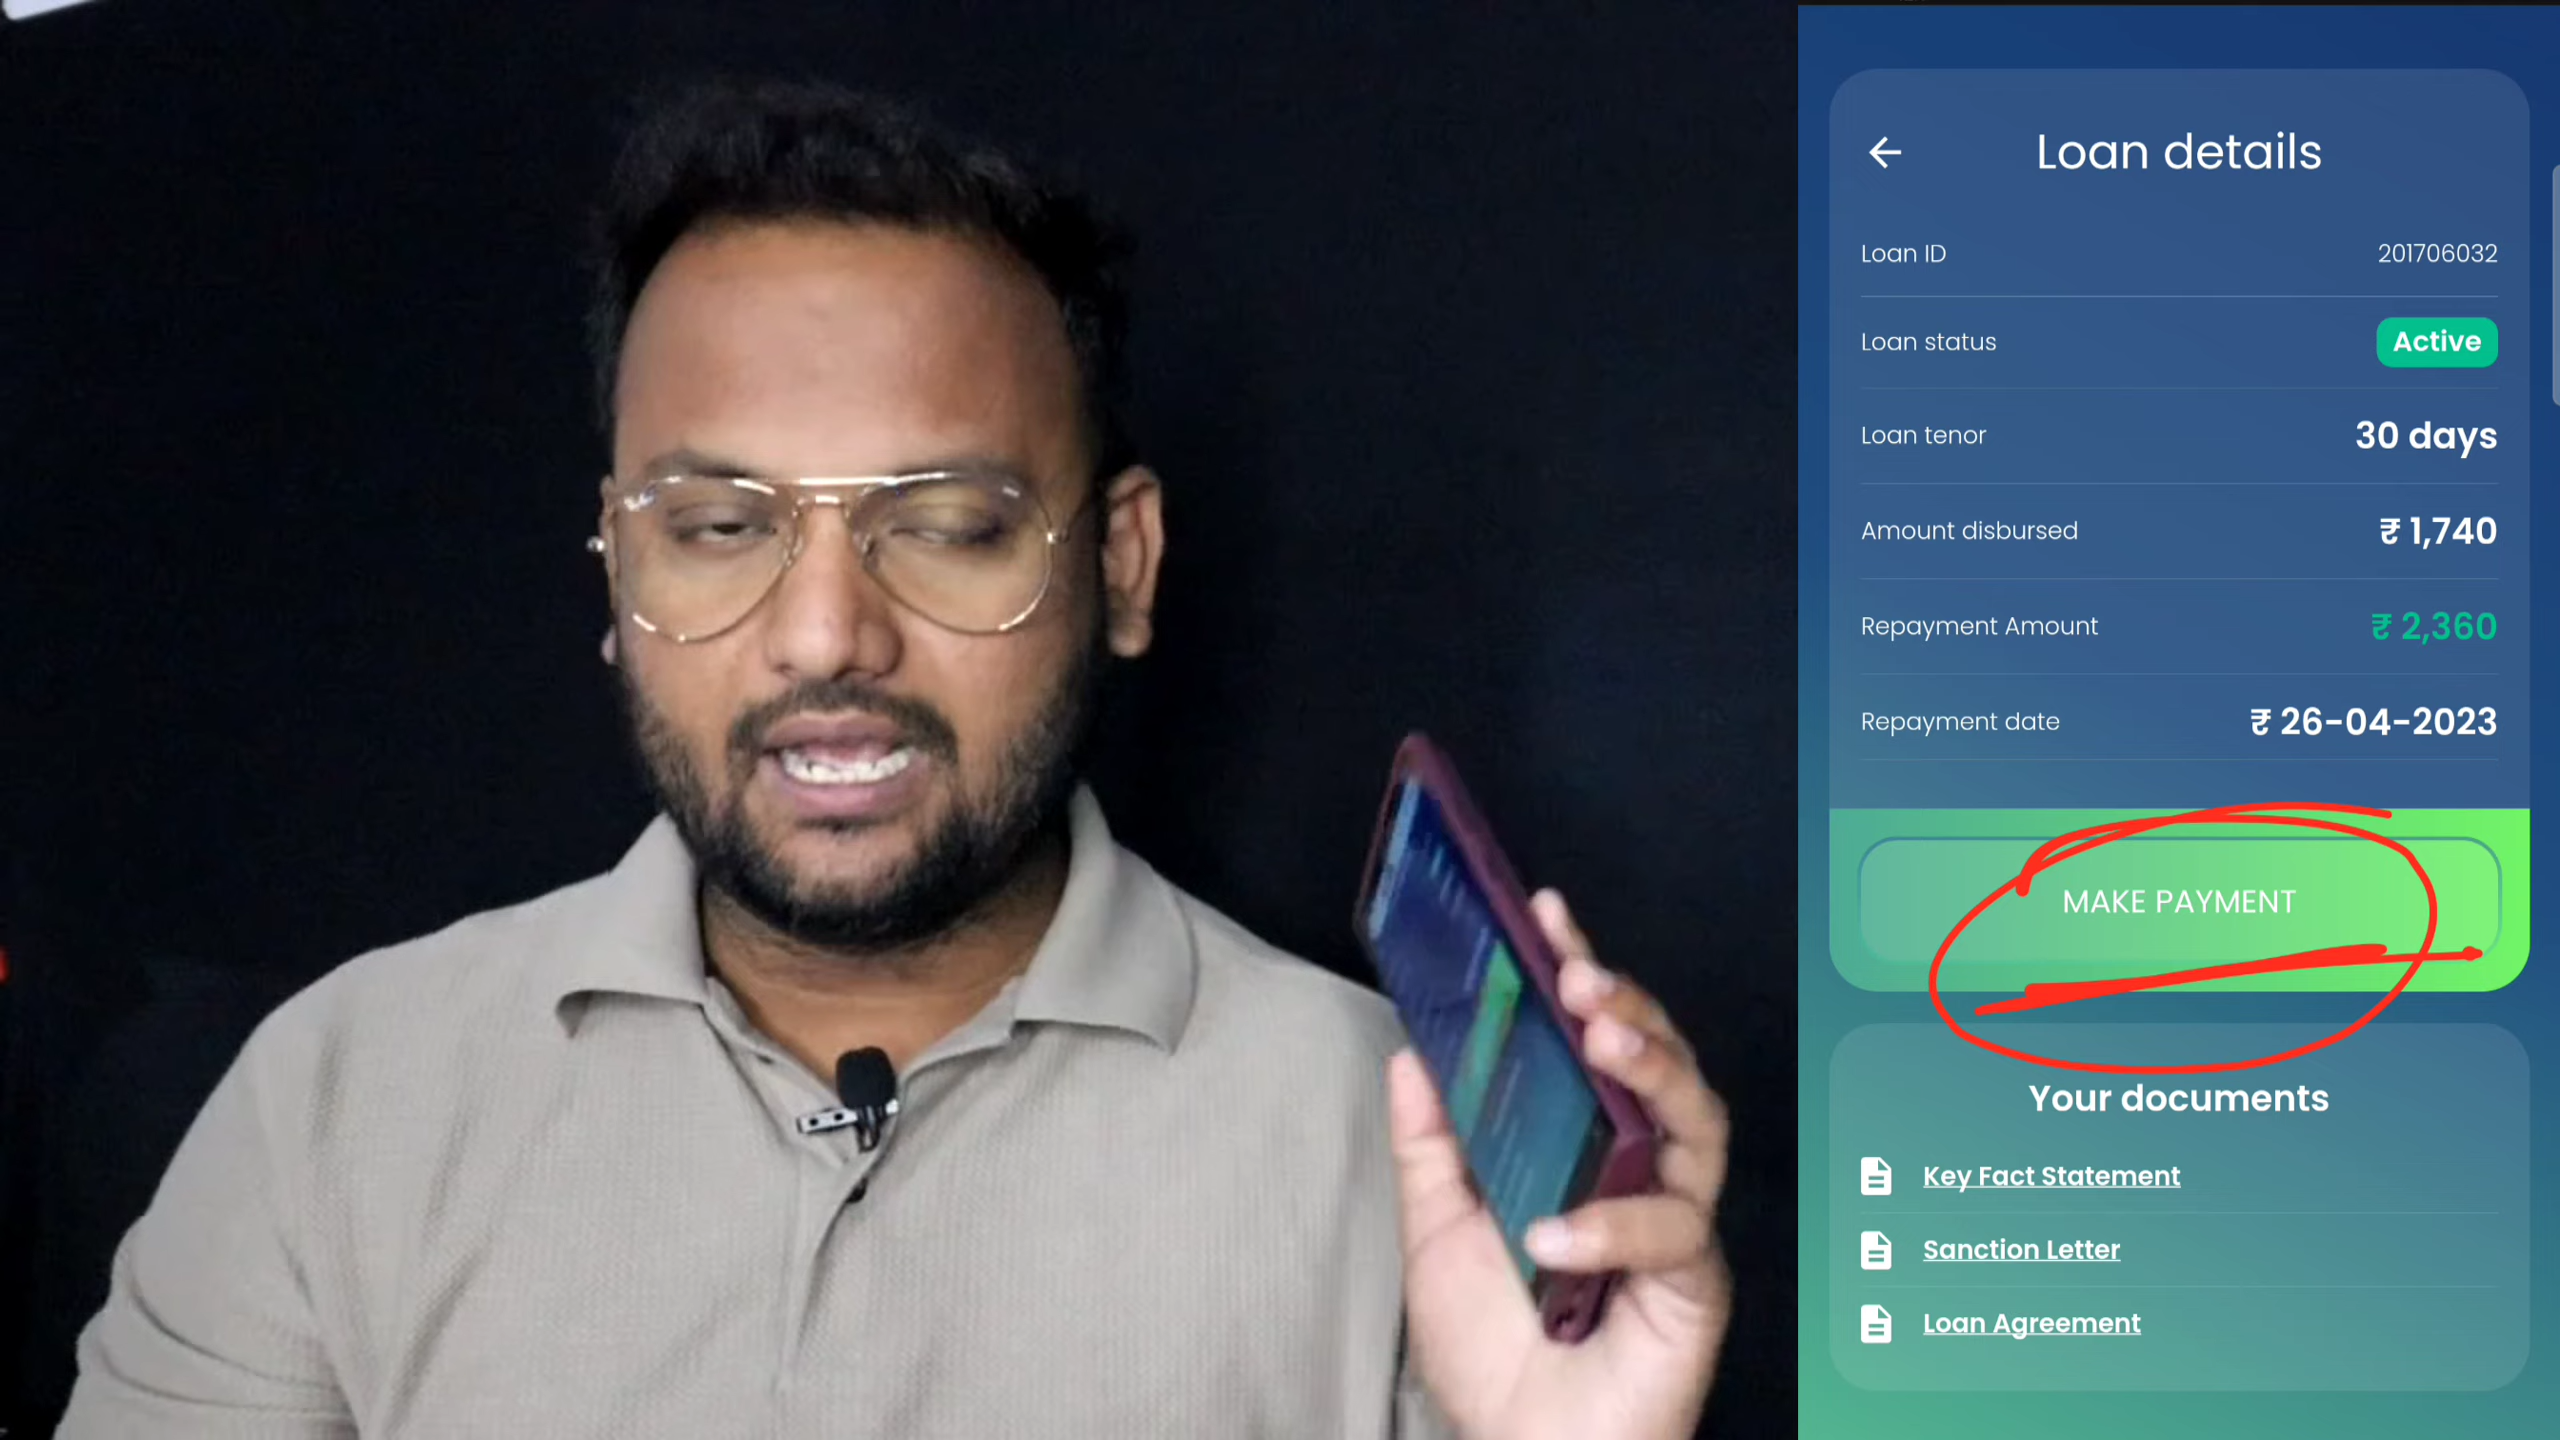 Loan details
Loan ID 201706032
Loan status Active
Loan tenor 30 days
Amount disbursed ₹ 1,740
Repayment Amount ₹ 2,360
Repayment date ₹ 26-04-2023
MAKE PAYMENT
Your documents
Key Fact Statement
Sanction Letter
Loan Agreement